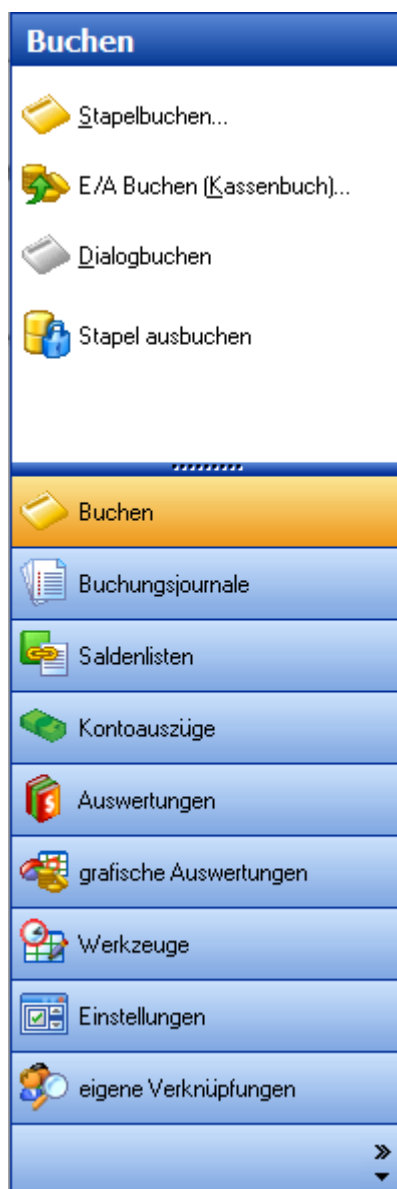 Buchen
Stapelbuchen...
E/A Buchen (Kassenbuch)...
Dialogbuchen
Stapel ausbuchen
Buchen
Buchungsjournale
Saldenlisten
Kontoauszüge
Auswertungen
grafische Auswertungen
Werkzeuge
Einstellungen
eigene Verknüpfungen